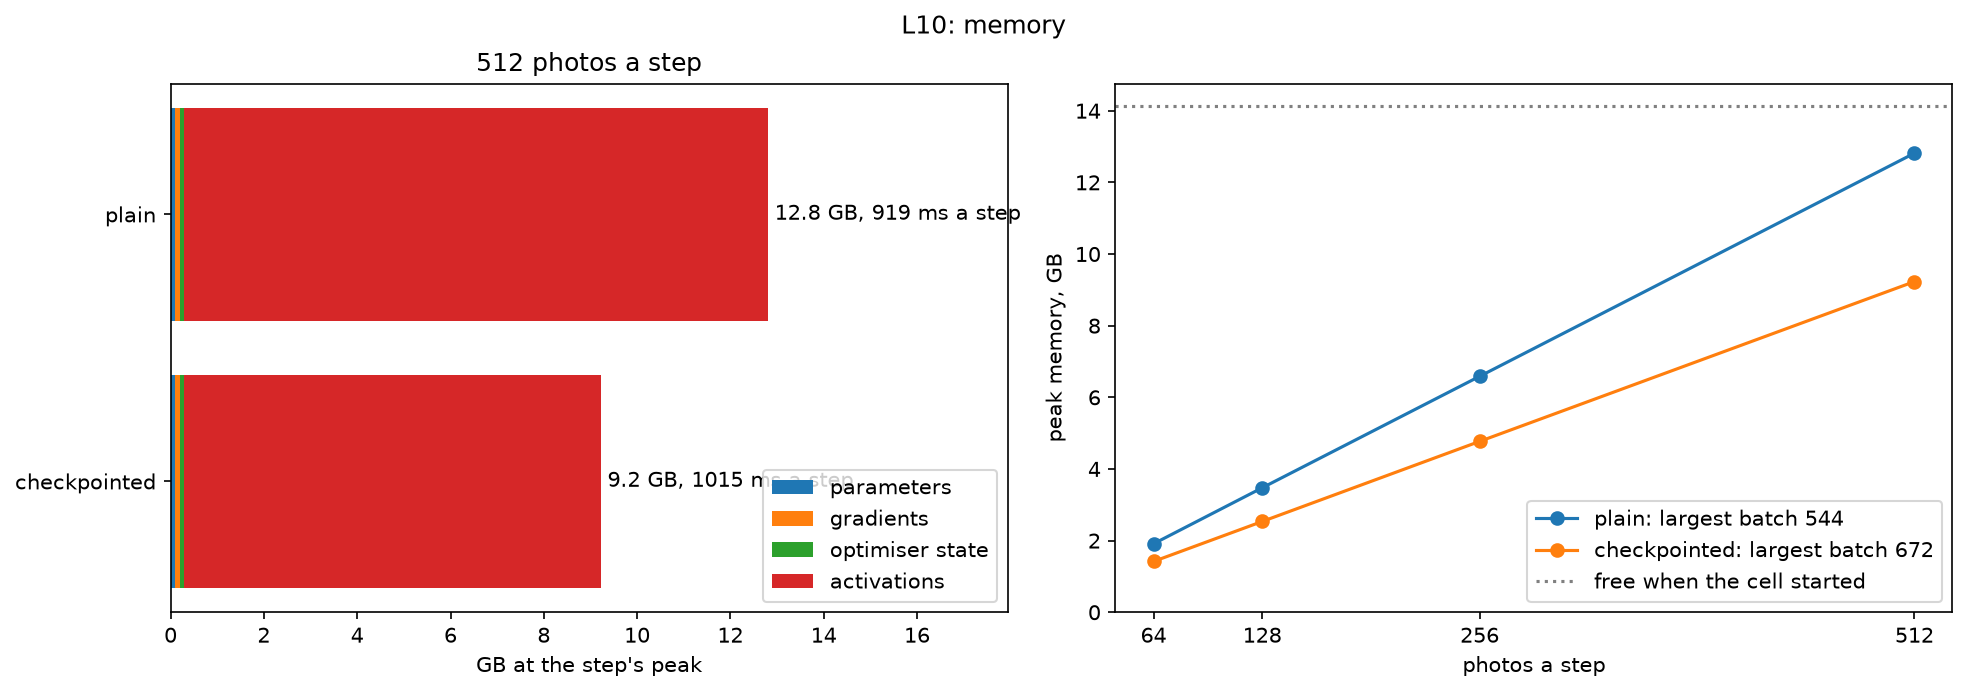 L10: memory
512 photos a step
plain
12.8 GB, 919 ms a step
checkpointed
9.2 GB, 1015 ms a step
parameters
gradients
optimiser state
activations
0 2 4 6 8 10 12 14 16
GB at the step's peak
peak memory, GB
14
12
10
8
6
4
2
0
plain: largest batch 544
checkpointed: largest batch 672
free when the cell started
64 128 256 512
photos a step